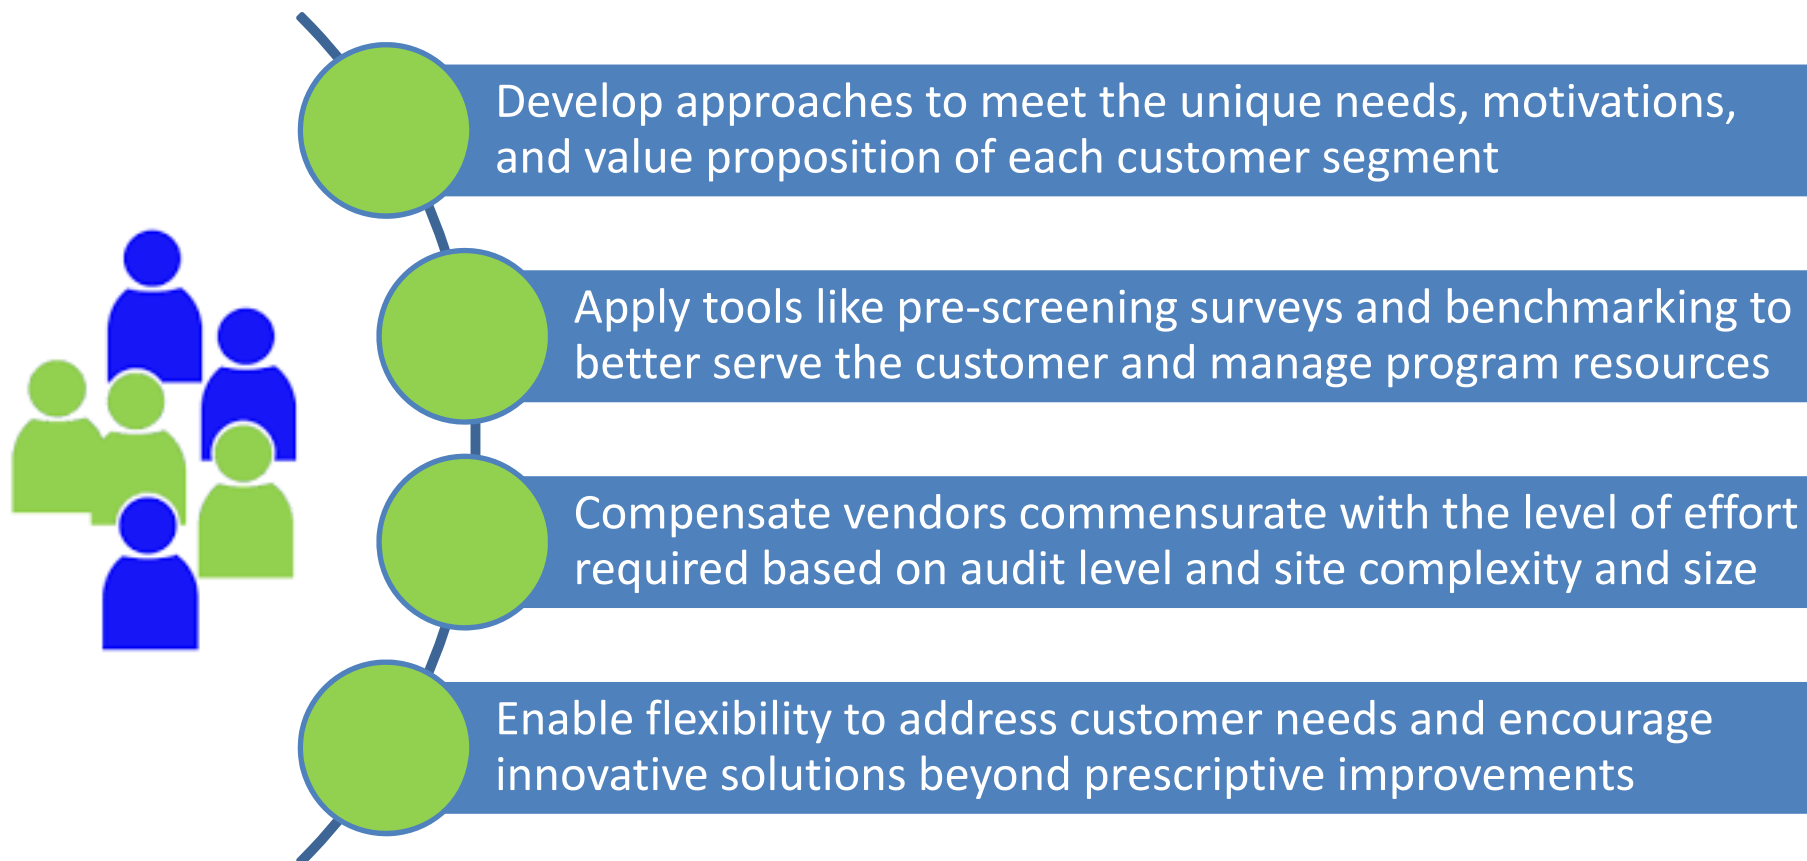 Develop approaches to meet the unique needs, motivations,
and value proposition of each customer segment
Apply tools like pre-screening surveys and benchmarking to
better serve the customer and manage program resources
Compensate vendors commensurate with the level of effort
required based on audit level and site complexity and size
Enable flexibility to address customer needs and encourage
innovative solutions beyond prescriptive improvements